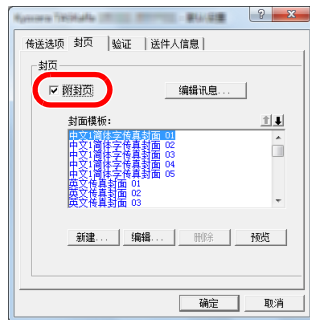 Kyocera TASKalfa
传送选项 封页 验证 送件人信息
封页
附封页 编辑讯息...
封面模板:
中文1简体字传真封面 01
中文1简体字传真封面 02
中文1简体字传真封面 03
中文1简体字传真封面 04
中文1简体字传真封面 05
英文传真封面 01
英文传真封面 02
英文传真封面 03
新建... 编辑... 删除 预览
确定 取消